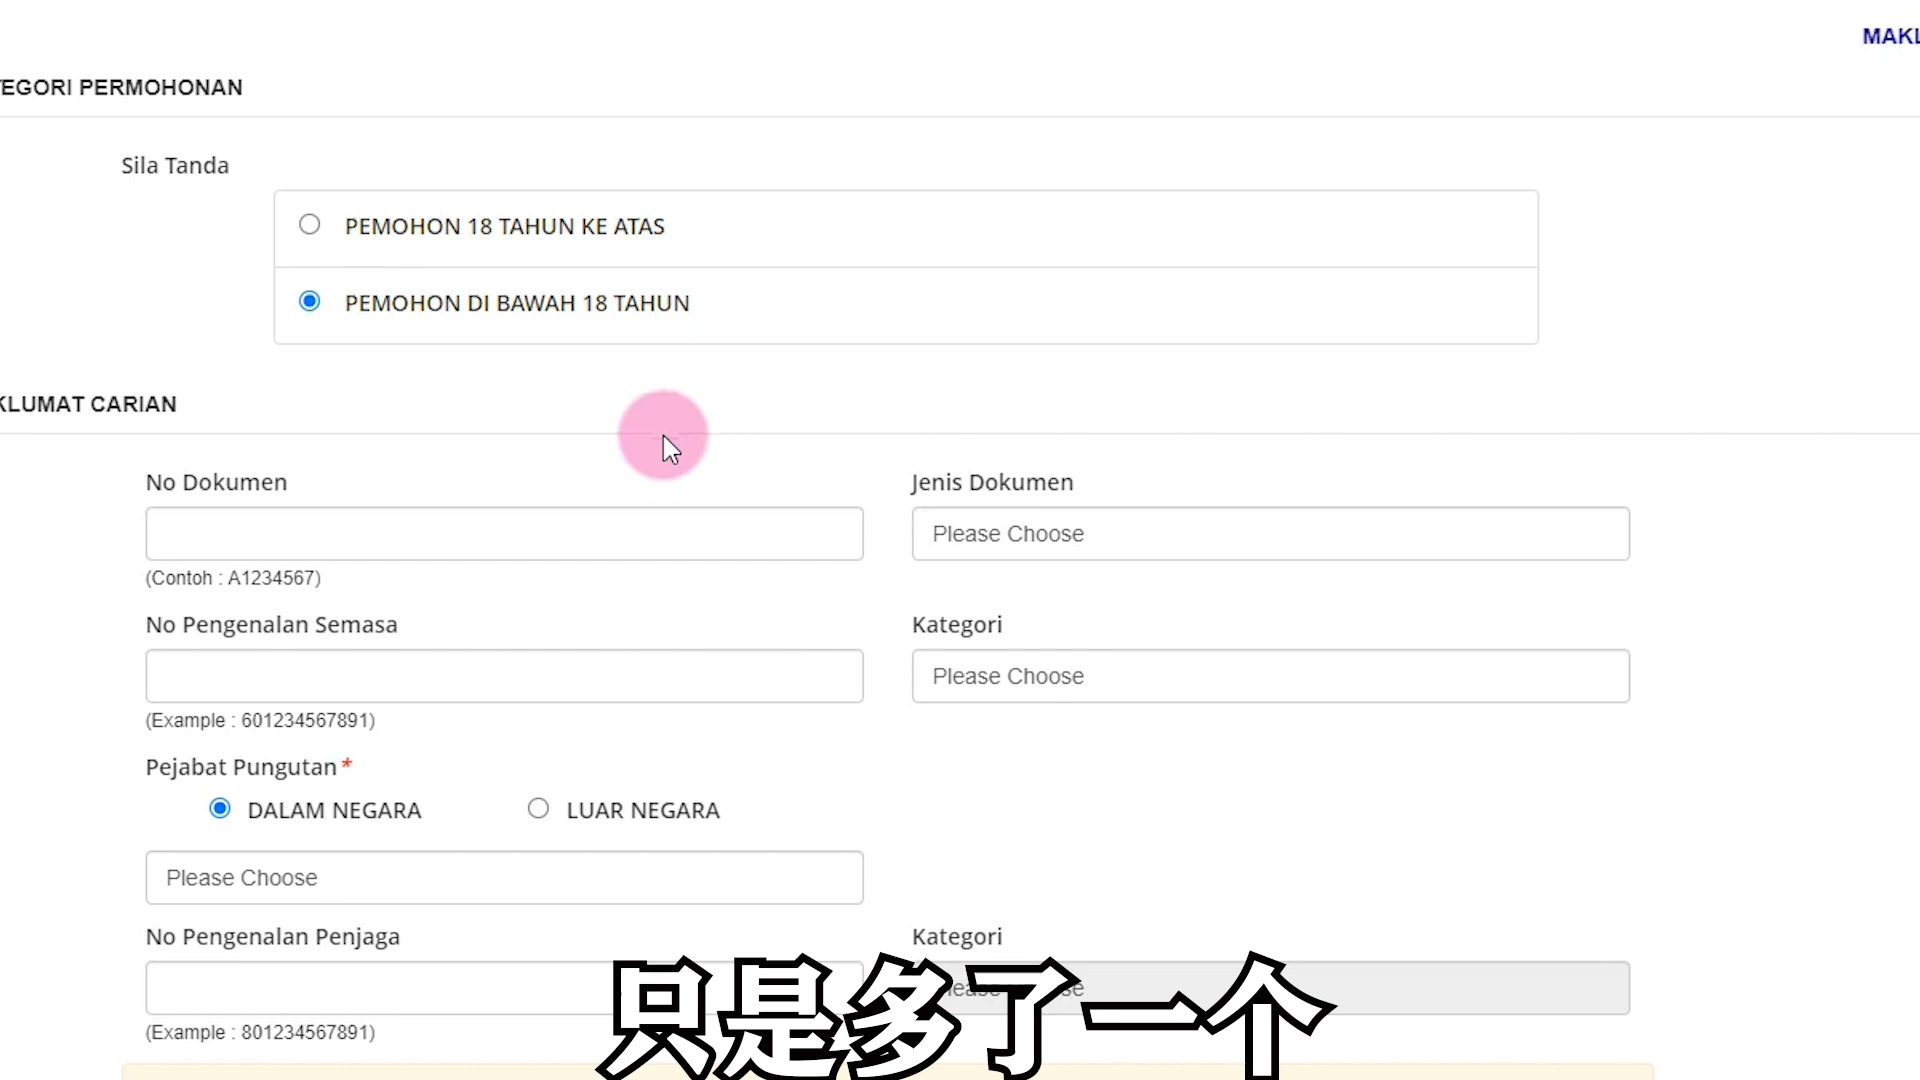 MAKL
EGORI PERMOHONAN
Sila Tanda
PEMOHON 18 TAHUN KE ATAS
PEMOHON DI BAWAH 18 TAHUN
KLUMAT CARIAN
No Dokumen
Jenis Dokumen
Please Choose
(Contoh : A1234567)
No Pengenalan Semasa
Kategori
Please Choose
(Example : 601234567891)
Pejabat Pungutan*
DALAM NEGARA
LUAR NEGARA
Please Choose
No Pengenalan Penjaga
Kategori
只是多了一个
(Example : 801234567891)